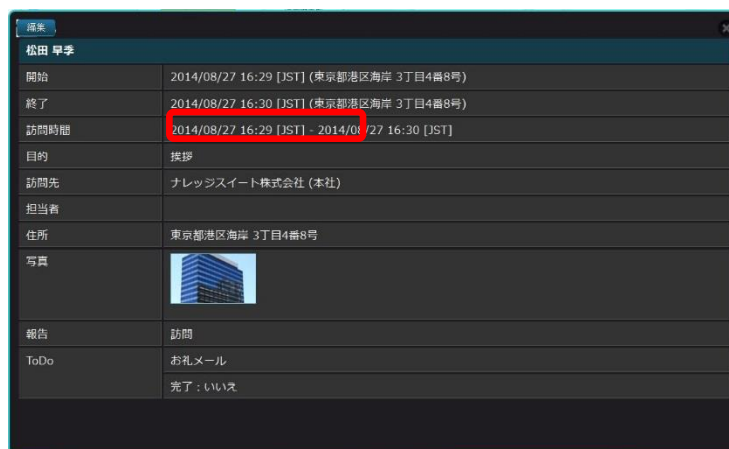 編集
松田 早季
開始 2014/08/27 16:29 [JST] (東京都港区海岸 3丁目4番8号)
終了 2014/08/27 16:30 [JST] (東京都港区海岸 3丁目4番8号)
訪問時間 2014/08/27 16:29 [JST] - 2014/08/27 16:30 [JST]
目的 挨拶
訪問先 ナレッジスイート株式会社 (本社)
担当者
住所 東京都港区海岸 3丁目4番8号
写真
報告 訪問
ToDo お礼メール
完了 : いいえ